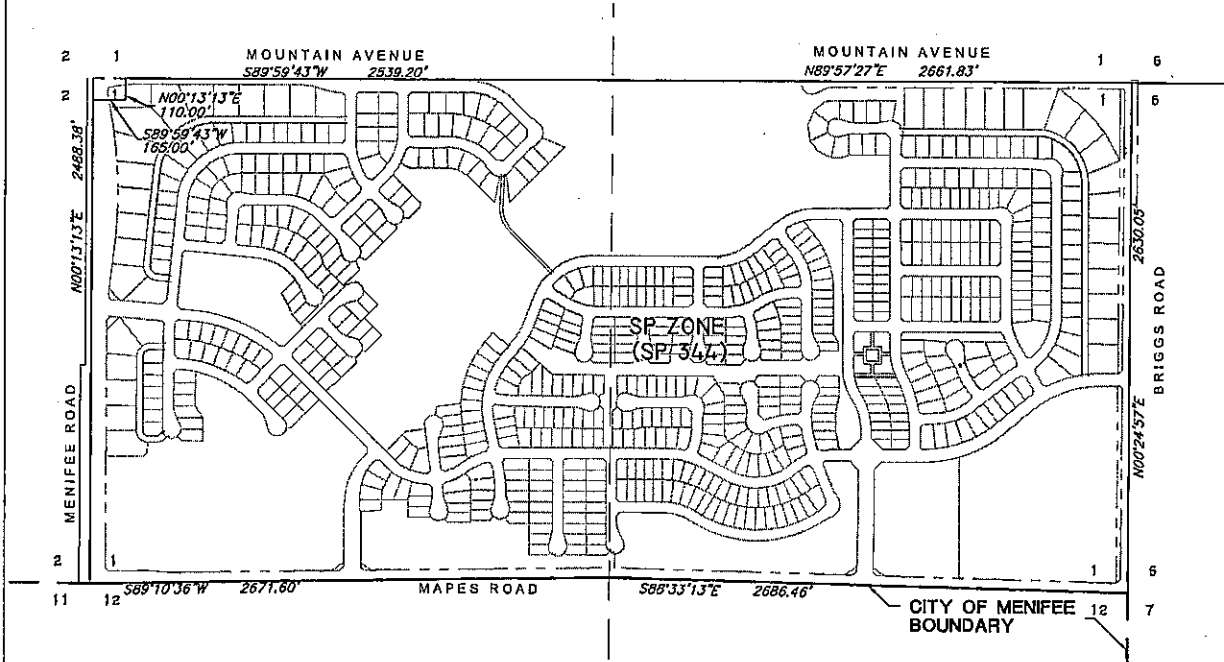 2
1
MOUNTAIN AVENUE
S89°59'43"W 2539.20'
MOUNTAIN AVENUE
N89°57'27"E 2661.83'
1
6
2
1
N00°13'13"E
110.00'
S89°59'43"W
165.00'
1
6
2488.38'
N00°13'13"E
MENIFEE ROAD
2630.05'
BRIGGS ROAD
N00°24'57"E
SP ZONE
(SP 344)
2
1
1
6
11
12
S89°10'36"W 2671.60'
MAPES ROAD
S88°33'13"E 2686.46'
CITY OF MENIFEE
BOUNDARY
12
7